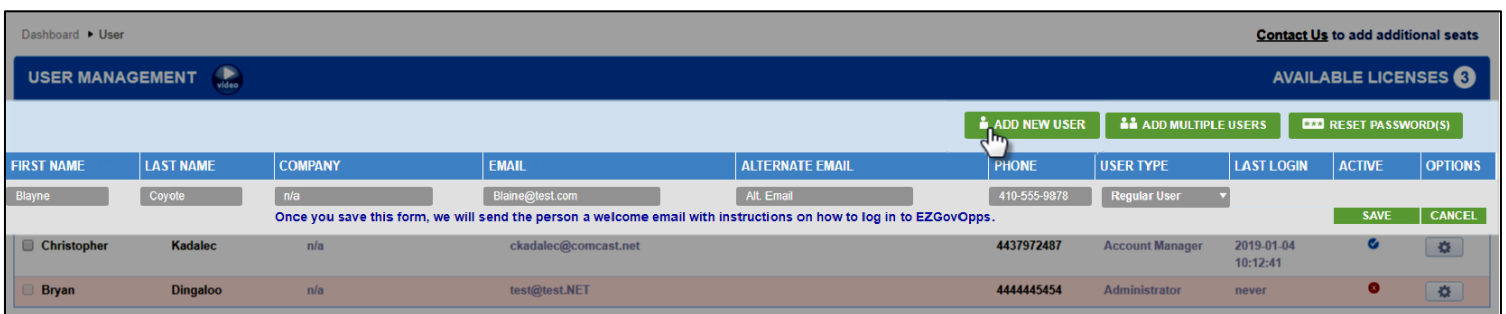 Dashboard ▸ User
Contact Us to add additional seats
USER MANAGEMENT video
AVAILABLE LICENSES 3
ADD NEW USER ADD MULTIPLE USERS RESET PASSWORD(S)
FIRST NAME LAST NAME COMPANY EMAIL ALTERNATE EMAIL PHONE USER TYPE LAST LOGIN ACTIVE OPTIONS
Blayne Coyote n/a Blaine@test.com Alt. Email 410-555-9878 Regular User
Once you save this form, we will send the person a welcome email with instructions on how to log in to EZGovOpps.
SAVE CANCEL
Christopher Kadalec n/a ckadalec@comcast.net 4437972487 Account Manager 2019-01-04
10:12:41
Bryan Dingaloo n/a test@test.NET 4444445454 Administrator never